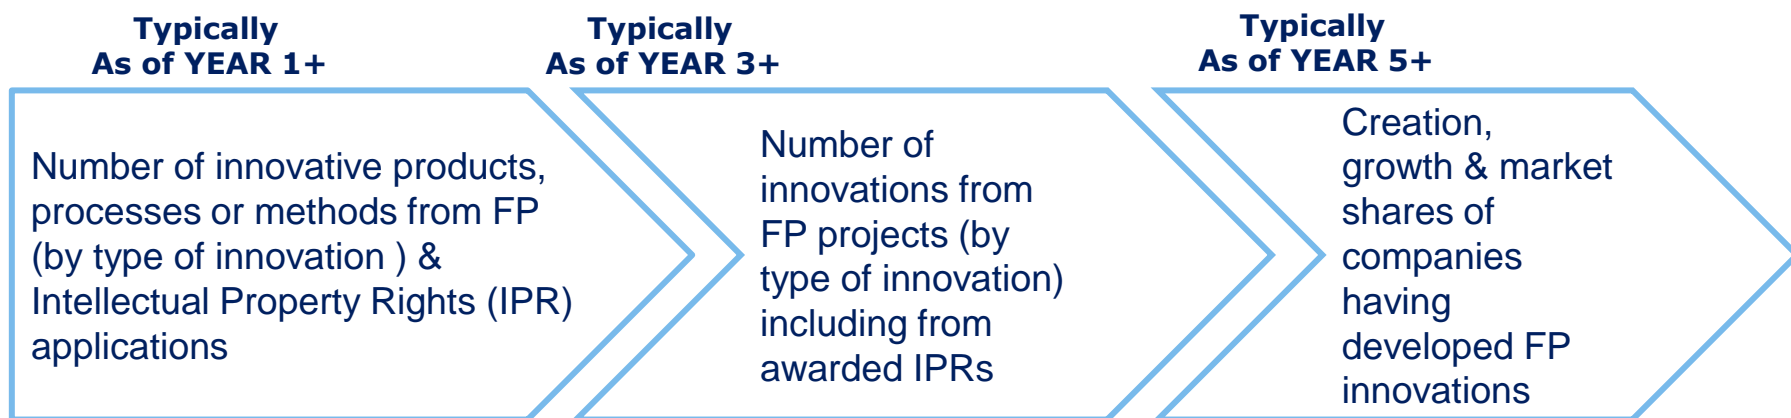 Typically
As of YEAR 1+
Number of innovative products,
processes or methods from FP
(by type of innovation ) &
Intellectual Property Rights (IPR)
applications
Typically
As of YEAR 3+
Number of
innovations from
FP projects (by
type of innovation)
including from
awarded IPRs
Typically
As of YEAR 5+
Creation,
growth & market
shares of
companies
having
developed FP
innovations